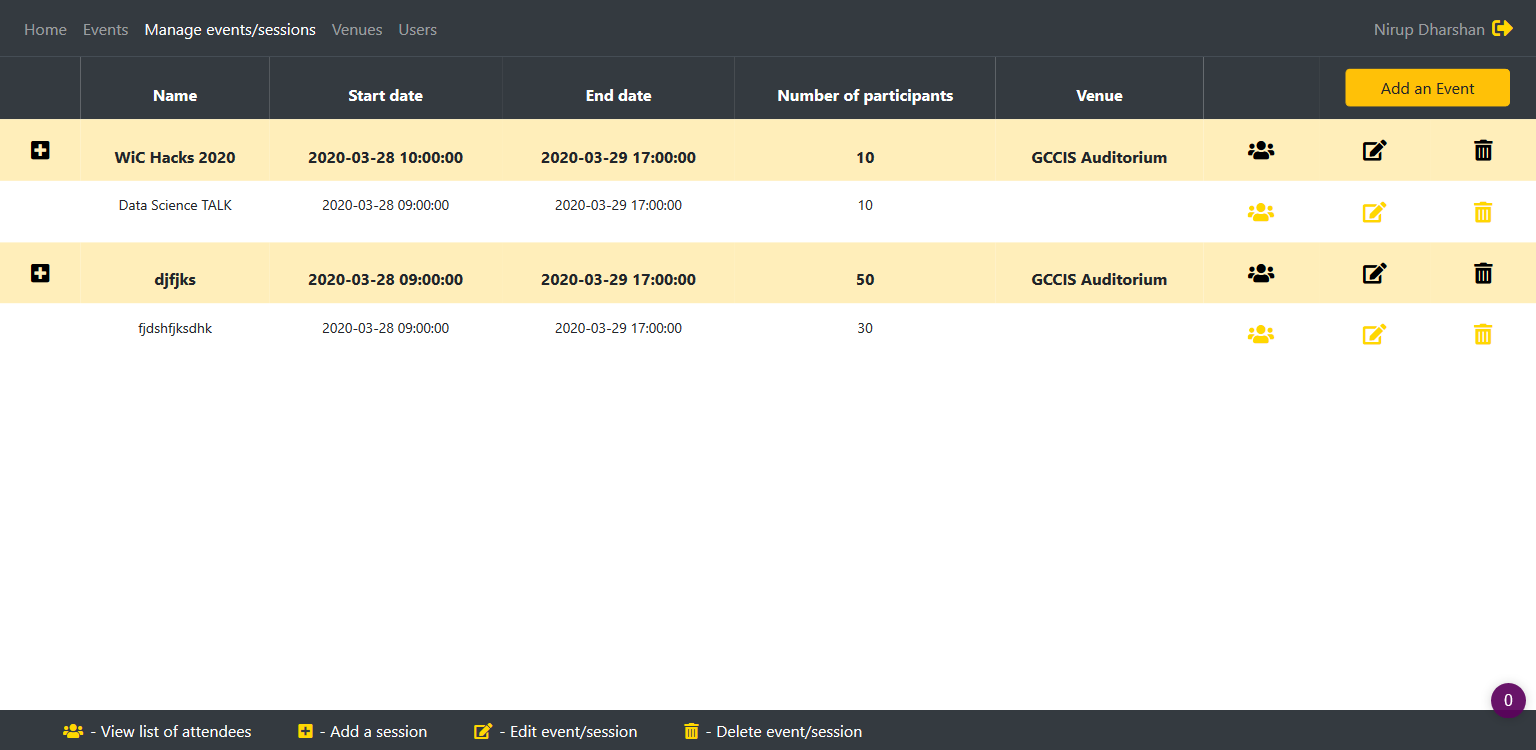 Home Events Manage events/sessions Venues Users Nirup Dharshan
Name Start date End date Number of participants Venue Add an Event
WiC Hacks 2020 2020-03-28 10:00:00 2020-03-29 17:00:00 10 GCCIS Auditorium
Data Science TALK 2020-03-28 09:00:00 2020-03-29 17:00:00 10
djfjks 2020-03-28 09:00:00 2020-03-29 17:00:00 50 GCCIS Auditorium
fjdshfjksdhk 2020-03-28 09:00:00 2020-03-29 17:00:00 30
0
- View list of attendees - Add a session - Edit event/session - Delete event/session